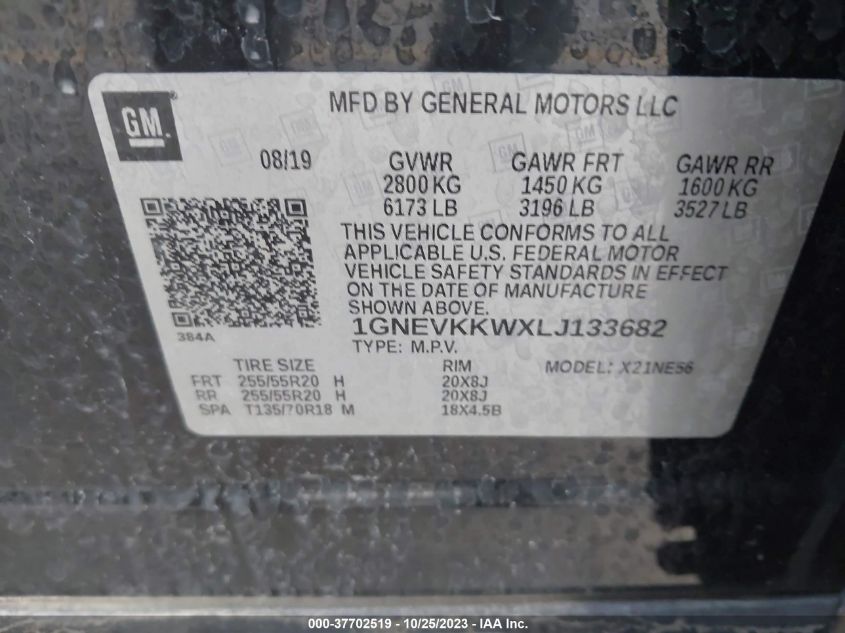 GM
MFD BY GENERAL MOTORS LLC
08/19 GVWR GAWR FRT GAWR RR
2800 KG 1450 KG 1600 KG
6173 LB 3196 LB 3527 LB
THIS VEHICLE CONFORMS TO ALL
APPLICABLE U.S. FEDERAL MOTOR
VEHICLE SAFETY STANDARDS IN EFFECT
ON THE DATE OF MANUFACTURE
SHOWN ABOVE.
384A
1GNEVKKWXLJ133682
TYPE: M.P.V.
TIRE SIZE RIM MODEL: X21NE56
FRT 255/55R20 H 20X8J
RR 255/55R20 H 20X8J
SPA T135/70R18 M 18X4.5B
000-37702519 - 10/25/2023 - IAA Inc.